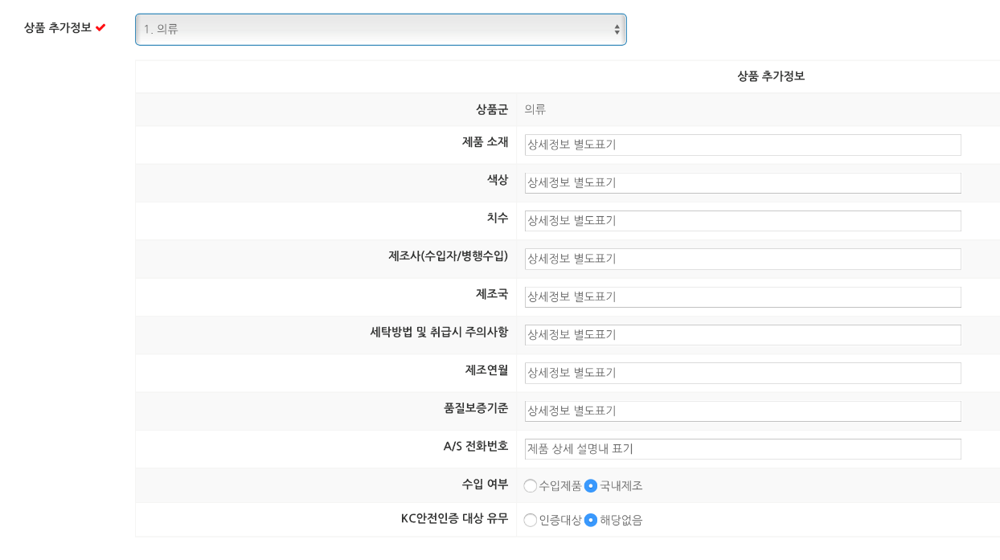 상품 추가정보
1. 의류
상품 추가정보
상품군 의류
제품 소재 상세정보 별도표기
색상 상세정보 별도표기
치수 상세정보 별도표기
제조사(수입자/병행수입) 상세정보 별도표기
제조국 상세정보 별도표기
세탁방법 및 취급시 주의사항 상세정보 별도표기
제조연월 상세정보 별도표기
품질보증기준 상세정보 별도표기
A/S 전화번호 제품 상세 설명내 표기
수입 여부 수입제품 국내제조
KC안전인증 대상 유무 인증대상 해당없음